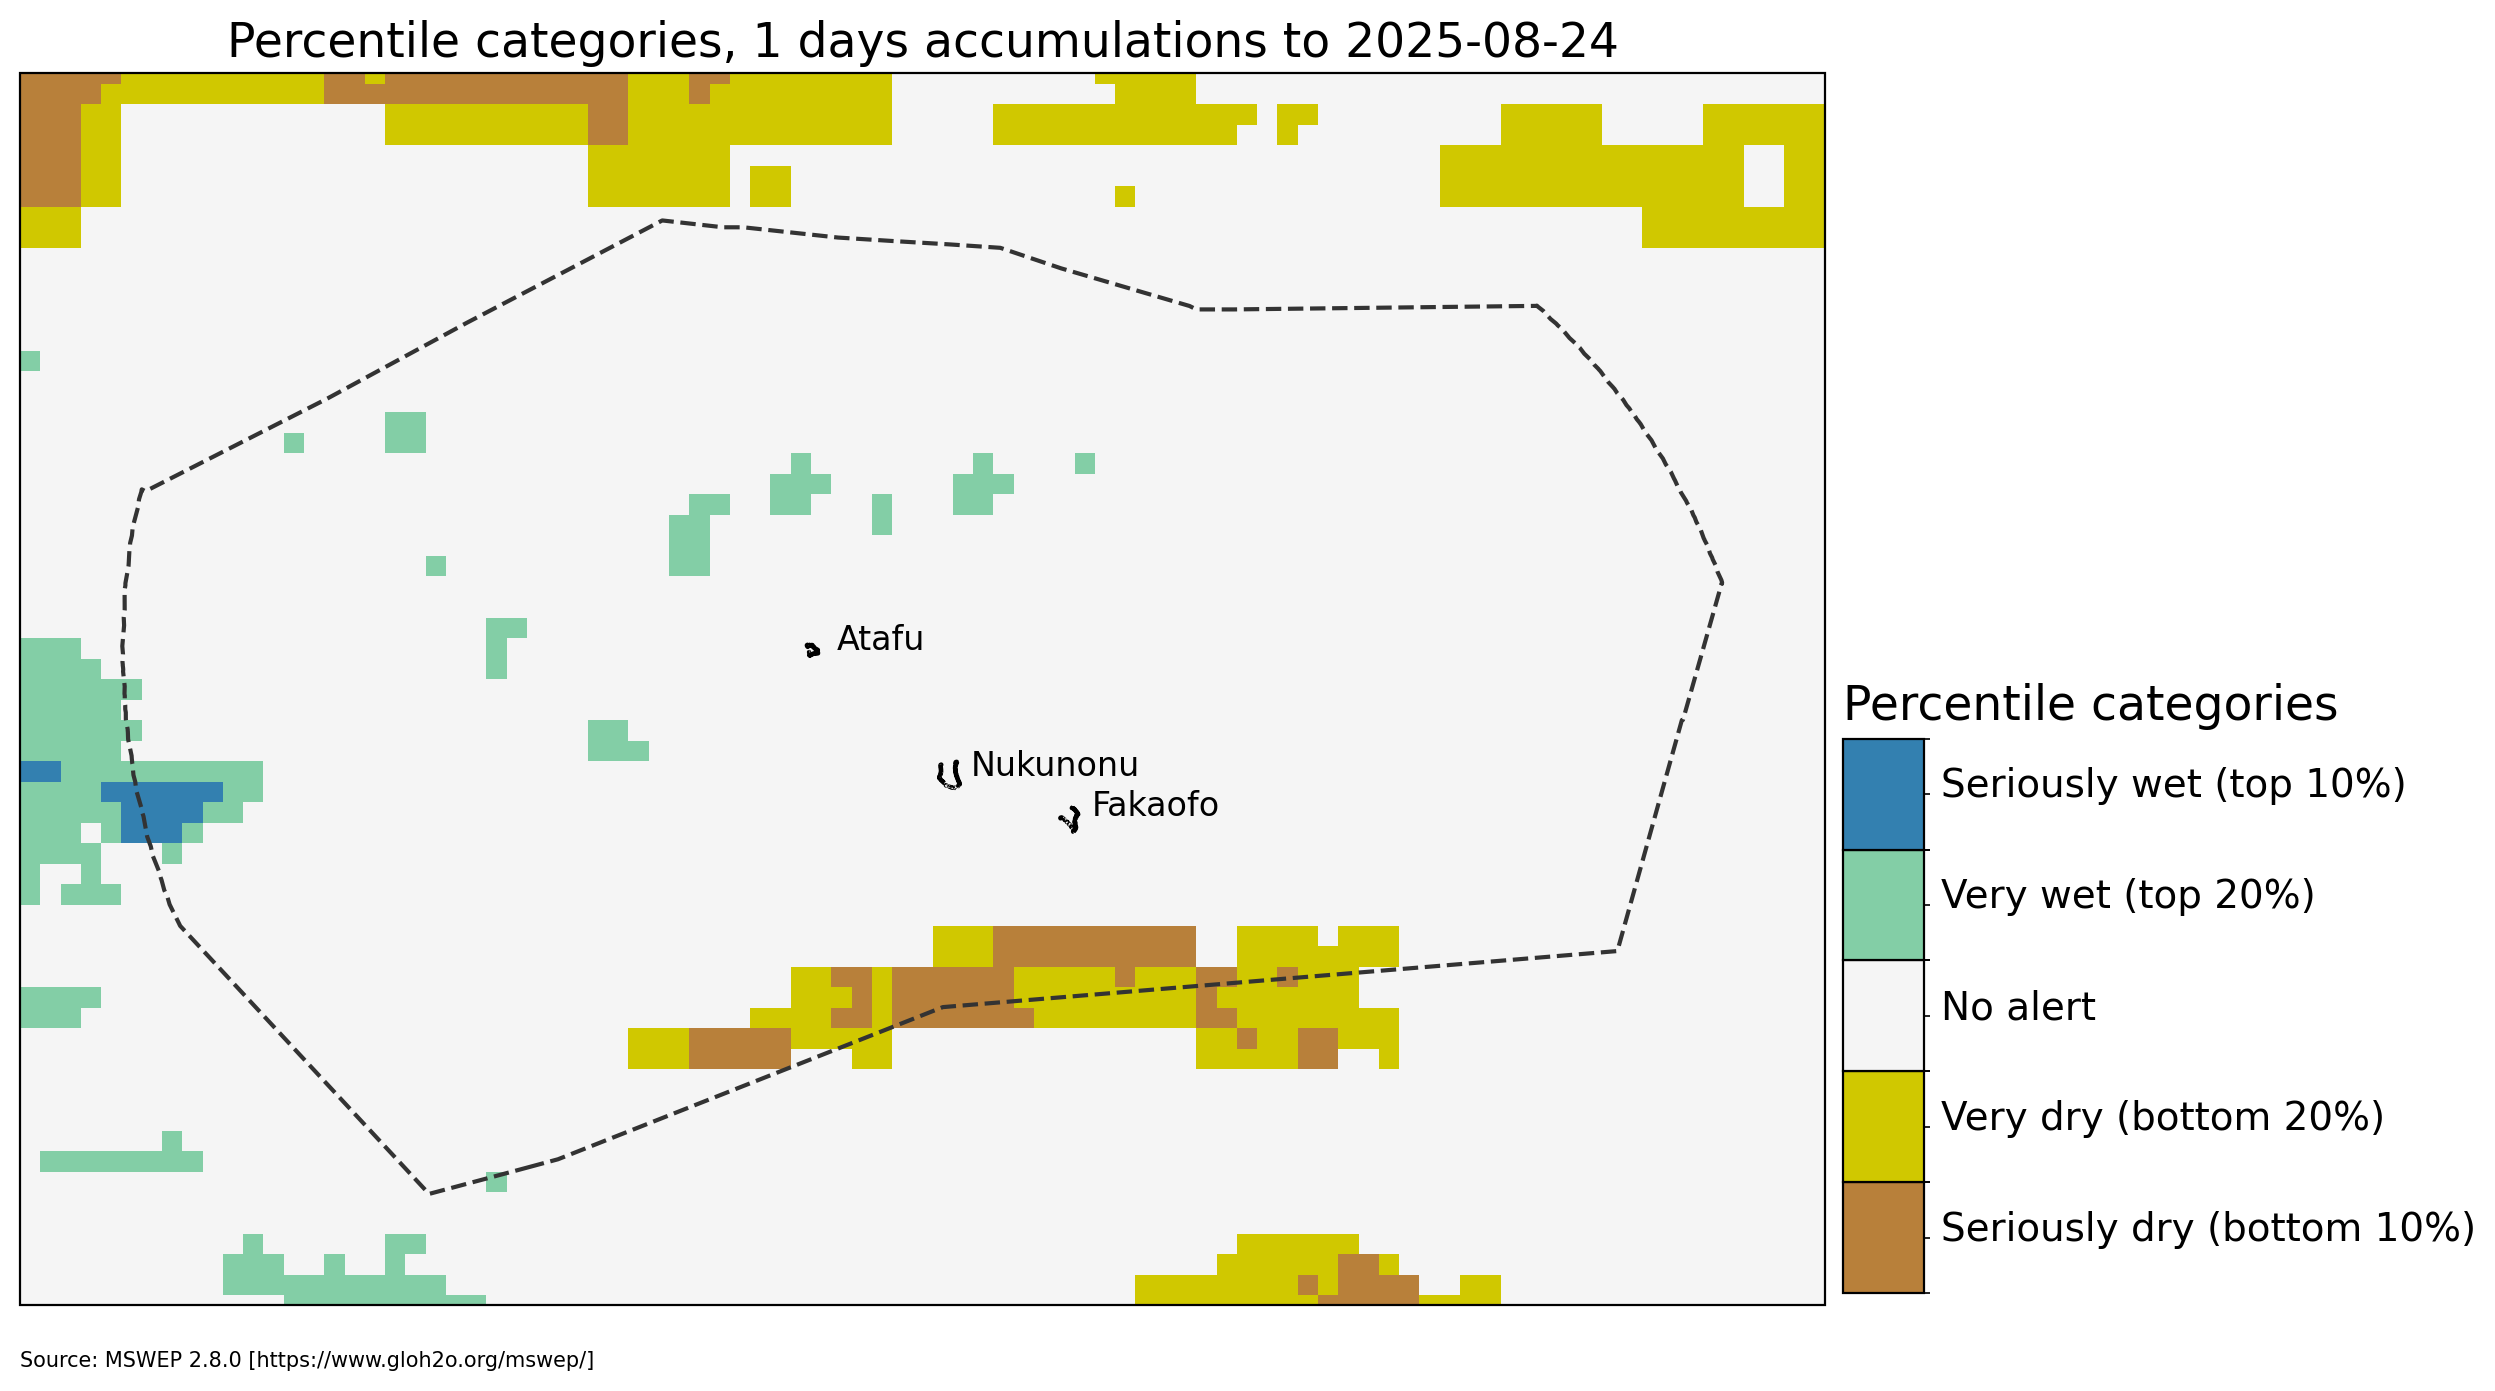 Percentile categories, 1 days accumulations to 2025-08-24
Atafu
Nukunonu
Fakaofo
Percentile categories
Seriously wet (top 10%)
Very wet (top 20%)
No alert
Very dry (bottom 20%)
Seriously dry (bottom 10%)
Source: MSWEP 2.8.0 [https://www.gloh2o.org/mswep/]